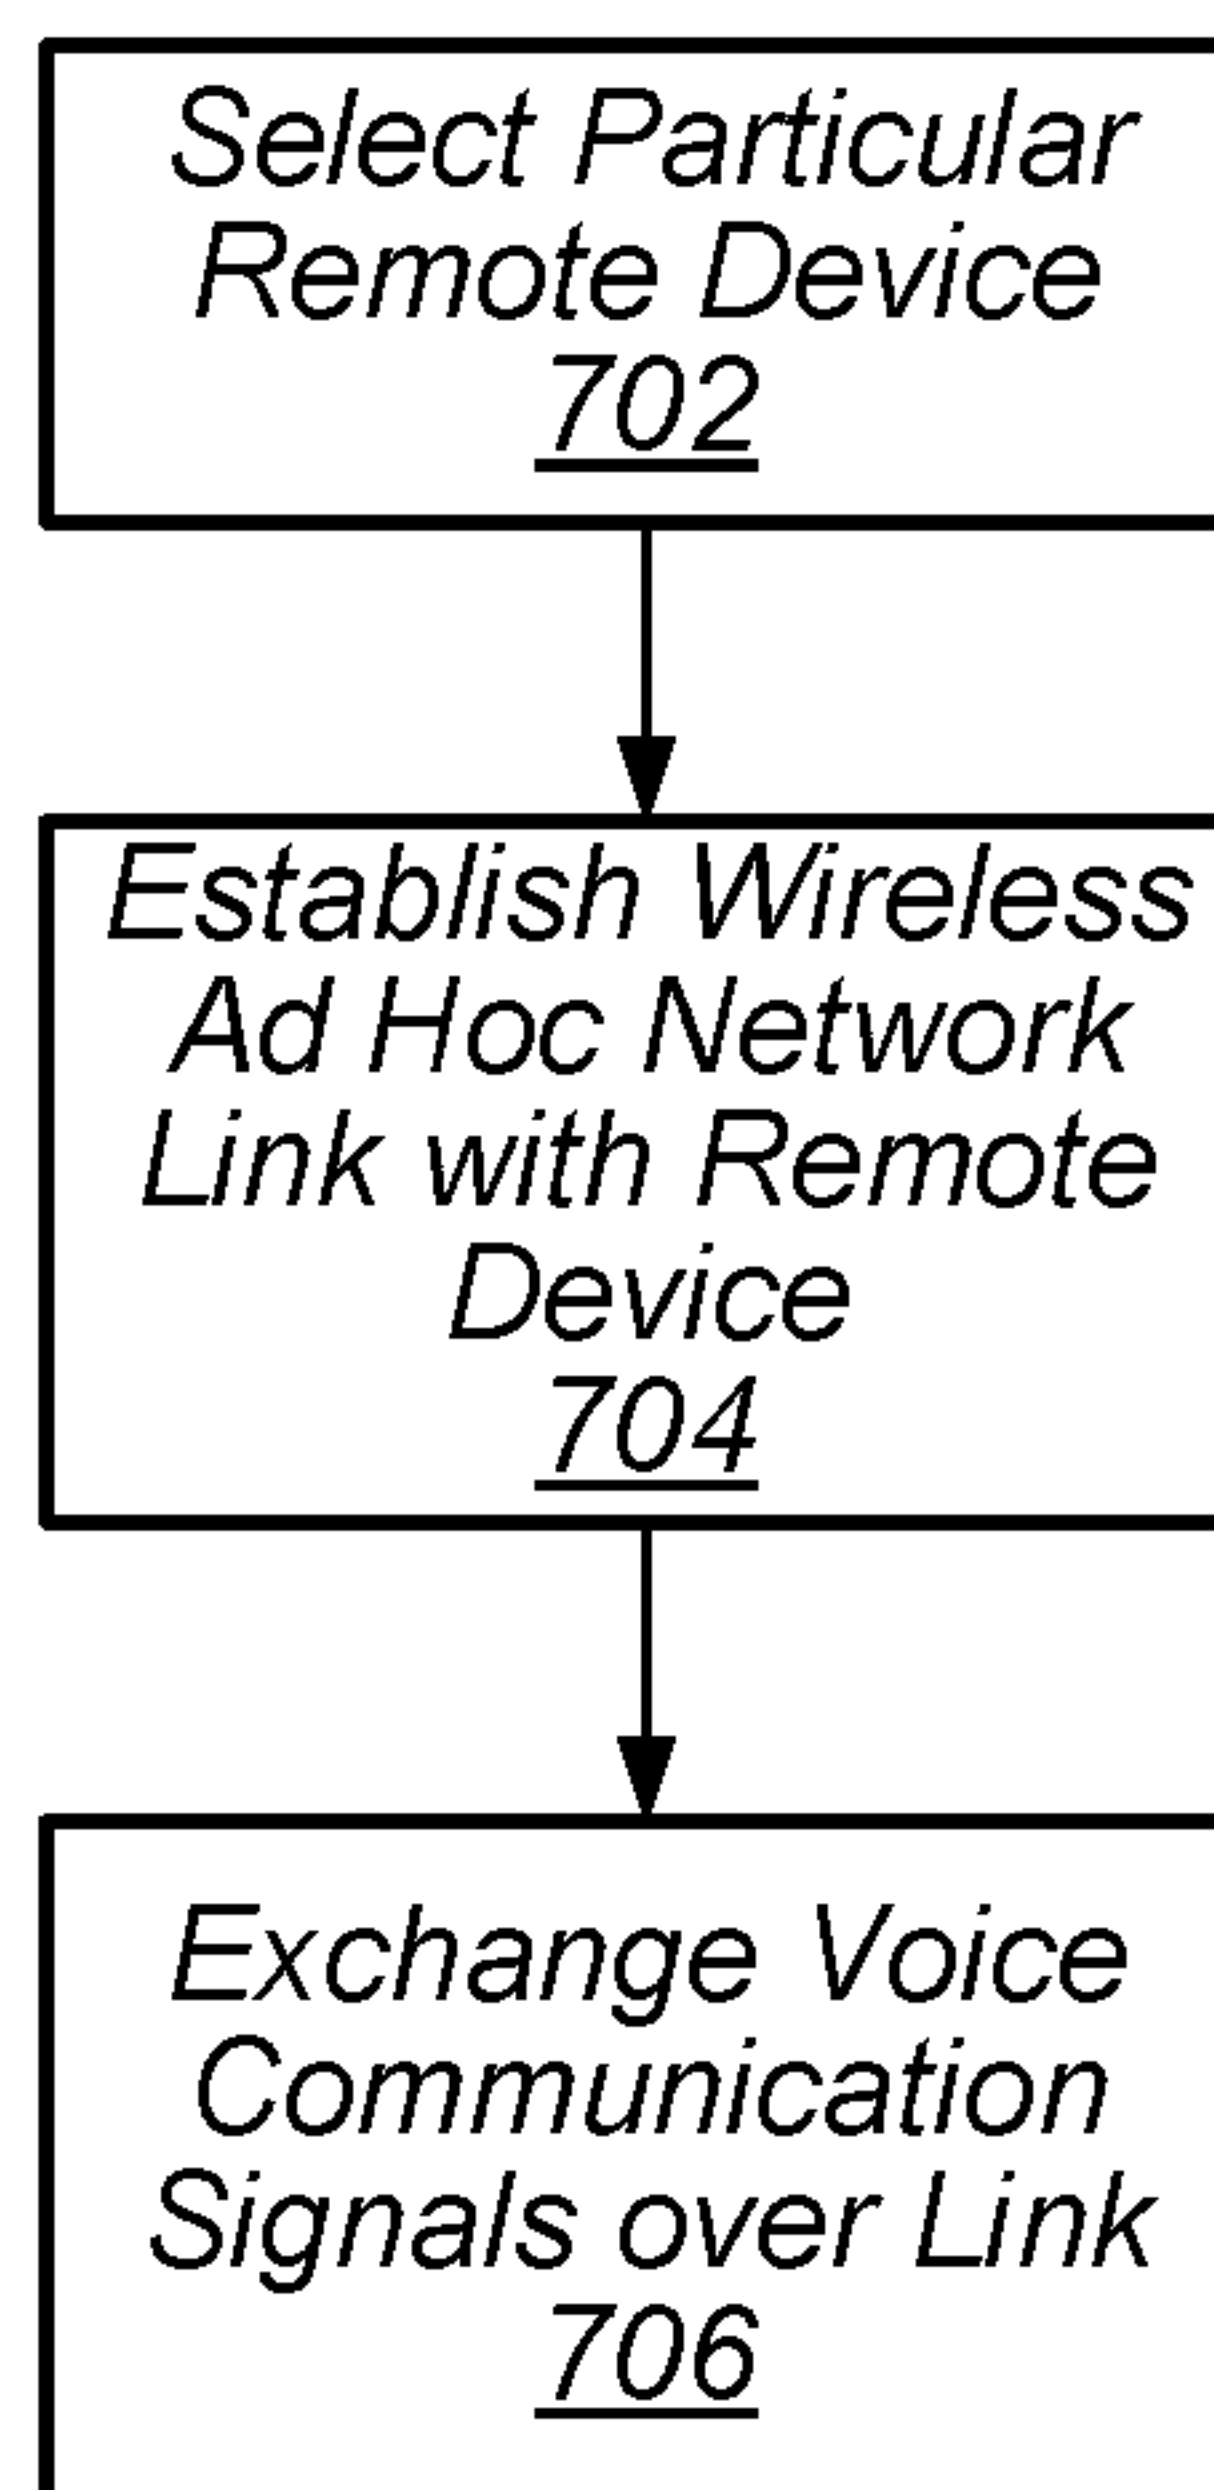 Select Particular
Remote Device
702
Establish Wireless
Ad Hoc Network
Link with Remote
Device
704
Exchange Voice
Communication
Signals over Link
706